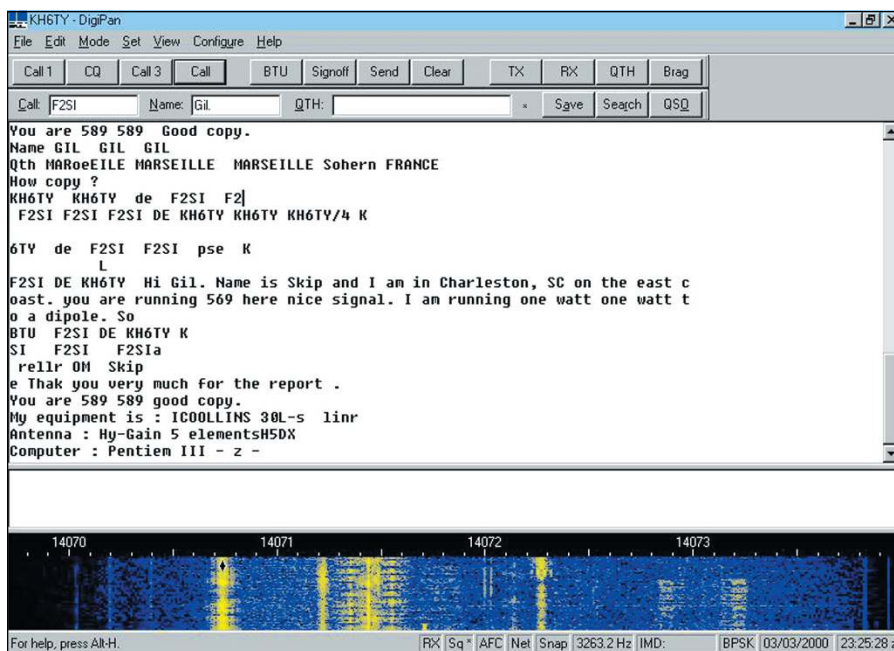 KH6TY - DigiPan
File Edit Mode Set View Configure Help
Call 1 CQ Call 3 Call BTU Signoff Send Clear TX RX QTH Brag
Call: F2SI Name: Gil. QTH: × Save Search QSO
You are 589 589 Good copy.
Name GIL GIL GIL
Qth MARoeEILE MARSEILLE MARSEILLE Sohern FRANCE
How copy ?
KH6TY KH6TY de F2SI F2
F2SI F2SI F2SI DE KH6TY KH6TY KH6TY/4 K
6TY de F2SI F2SI pse K
L
F2SI DE KH6TY Hi Gil. Name is Skip and I am in Charleston, SC on the east c
oast. you are running 569 here nice signal. I am running one watt one watt t
o a dipole. So
BTU F2SI DE KH6TY K
SI F2SI F2SIa
rellr OM Skip
e Thak you very much for the report .
You are 589 589 good copy.
My equipment is : ICOOLLINS 30L-s linr
Antenna : Hy-Gain 5 elementsH5DX
Computer : Pentiem III - z -
14070 14071 14072 14073
For help, press Alt-H. RX Sq * AFC Net Snap 3263.2 Hz IMD: BPSK 03/03/2000 23:25:28